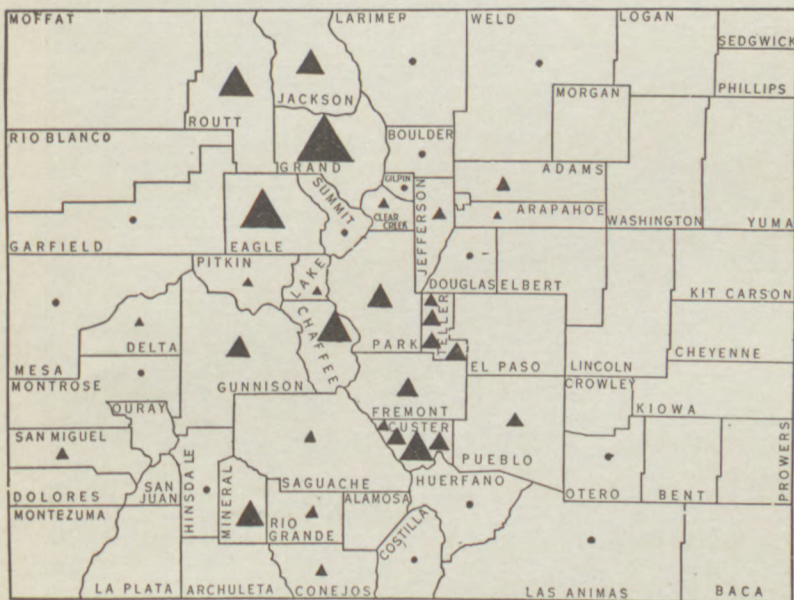 MOFFAT
LARIMER
WELD
LOGAN
SEDGWICK
PHILLIPS
JACKSON
ROUTT
MORGAN
RIO BLANCO
GRAND
BOULDER
GILPIN
ADAMS
SUMMIT
CLEAR
CREEK
JEFFERSON
ARAPAHOE
WASHINGTON
YUMA
GARFIELD
EAGLE
PITKIN
LAKE
DOUGLAS
ELBERT
KIT CARSON
CHAFFEE
TELLER
DELTA
PARK
MESA
GUNNISON
EL PASO
LINCOLN
CHEYENNE
MONTROSE
CROWLEY
OURAY
FREMONT
KIOWA
SAN MIGUEL
CUSTER
PUEBLO
PROWERS
HINSDALE
MINERAL
SAGUACHE
HUERFANO
DOLORES
SAN
JUAN
ALAMOSA
OTERO
BENT
MONTEZUMA
RIO
GRANDE
COSTILLA
LA PLATA
ARCHULETA
CONEJOS
LAS ANIMAS
BACA